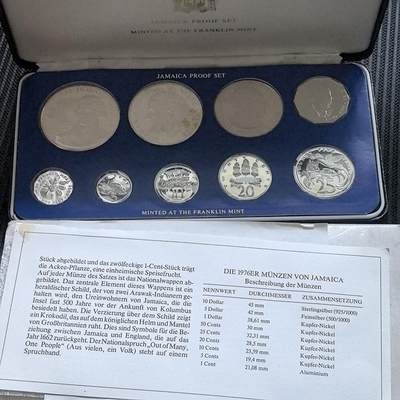 JAMAICA PROOF SET
MINTED AT THE FRANKLIN MINT
JAMAICA PROOF SET
10
20
25
MINTED AT THE FRANKLIN MINT
Stück abgebildet und das zwölfeckige 1-Cent-Stück trägt
die Ackee-Pflanze, eine einheimische Speisefrucht.
Auf jeder Münze des Satzes ist das Nationalwappen ab-
gebildet. Das zentrale Element dieses Wappens ist ein
heraldischer Schild, der von zwei Arawak-Indianern ge-
halten wird, den Ureinwohnern von Jamaica, die die
Insel fast 500 Jahre vor der Ankunft von Kolumbus
besiedelt haben. Die Verzierung über dem Schild zeigt
ein Krokodil, das auf dem königlichen Helm und Mantel
von Großbritannien ruht. Dies sind Symbole für die Be-
ziehung zwischen Jamaica und England, die auf das
Jahr 1662 zurückgeht. Der Nationalspruch „Out of Many,
One People" (Aus vielen, ein Volk) steht auf einem
Spruchband.
DIE 1976ER MÜNZEN VON JAMAICA
Beschreibung der Münzen
NENNWERT DURCHMESSER ZUSAMMENSETZUNG
10 Dollar 45 mm Sterlingsilber (925/1000)
5 Dollar 42 mm Feinsilber (500/1000)
1 Dollar 38,61 mm Kupfer-Nickel
50 Cents 30 mm Kupfer-Nickel
25 Cents 32,31 mm Kupfer-Nickel
20 Cents 28,5 mm Kupfer-Nickel
10 Cents 23,59 mm Kupfer-Nickel
5 Cents 19,4 mm Kupfer-Nickel
1 Cent 21,08 mm Aluminium